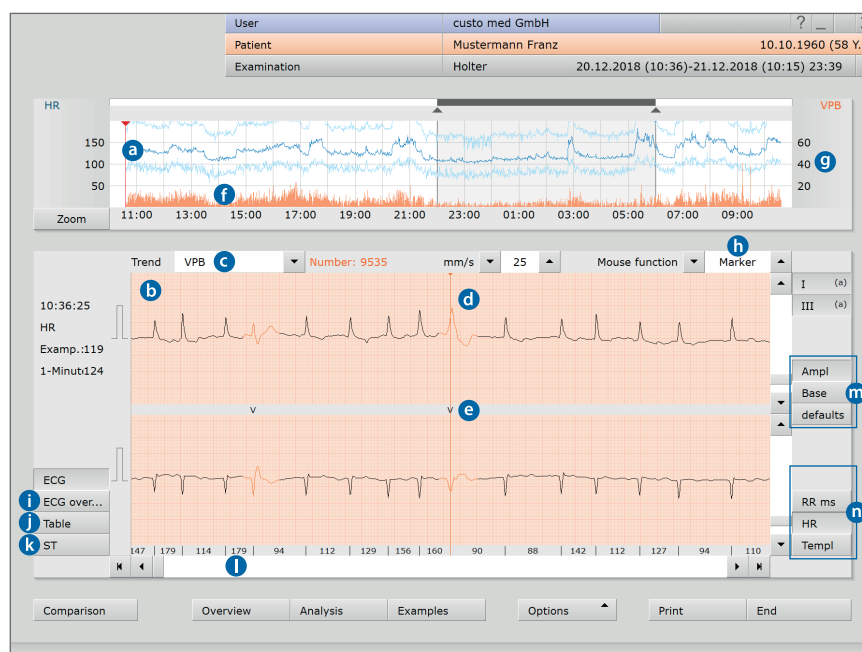 User custo med GmbH ? _
Patient Mustermann Franz 10.10.1960 (58 Y.
Examination Holter 20.12.2018 (10:36)-21.12.2018 (10:15) 23:39
HR VPB
150 a 60
100 40 g
50 f 20
Zoom 11:00 13:00 15:00 17:00 19:00 21:00 23:00 01:00 03:00 05:00 07:00 09:00
h
Trend VPB c Number: 9535 mm/s 25 Mouse function Marker
b d I (a)
10:36:25 III (a)
HR
Examp.:119
1-Minut:124
Ampl
Base m
V V e defaults
ECG
i ECG over... RR ms
j Table HR n
k ST Templ
147 179 114 179 94 112 129 156 160 90 88 142 112 127 94 110
l
Comparison Overview Analysis Examples Options Print End